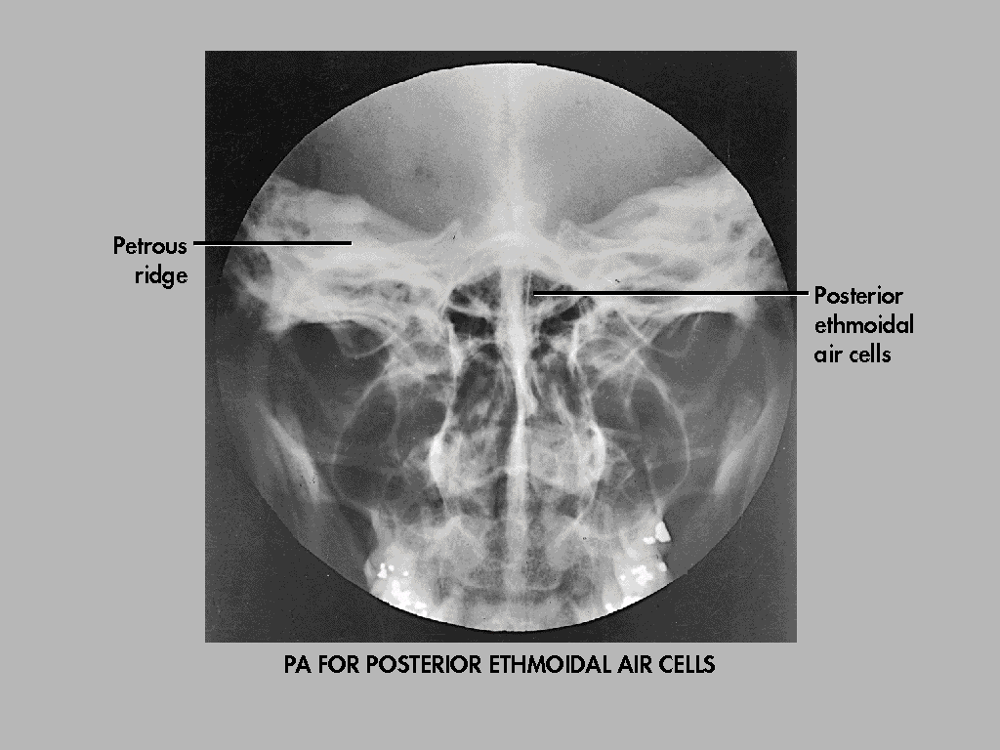 Petrous
ridge
Posterior
ethmoidal
air cells
PA FOR POSTERIOR ETHMOIDAL AIR CELLS